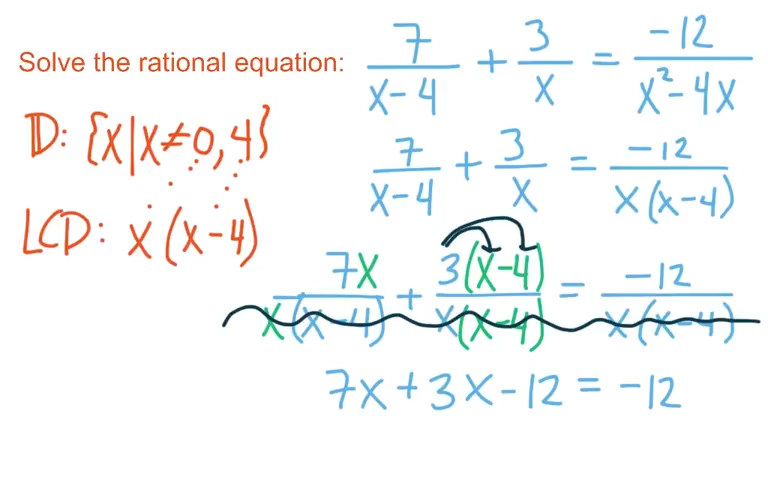 Solve the rational equation: 7/(x-4) + 3/x = -12/(x²-4x)
D: {x|x≠0,4}
7/(x-4) + 3/x = -12/(x(x-4))
LCD: x(x-4)
7x/(x(x-4)) + 3(x-4)/(x(x-4)) = -12/(x(x-4))
7x+3x-12=-12